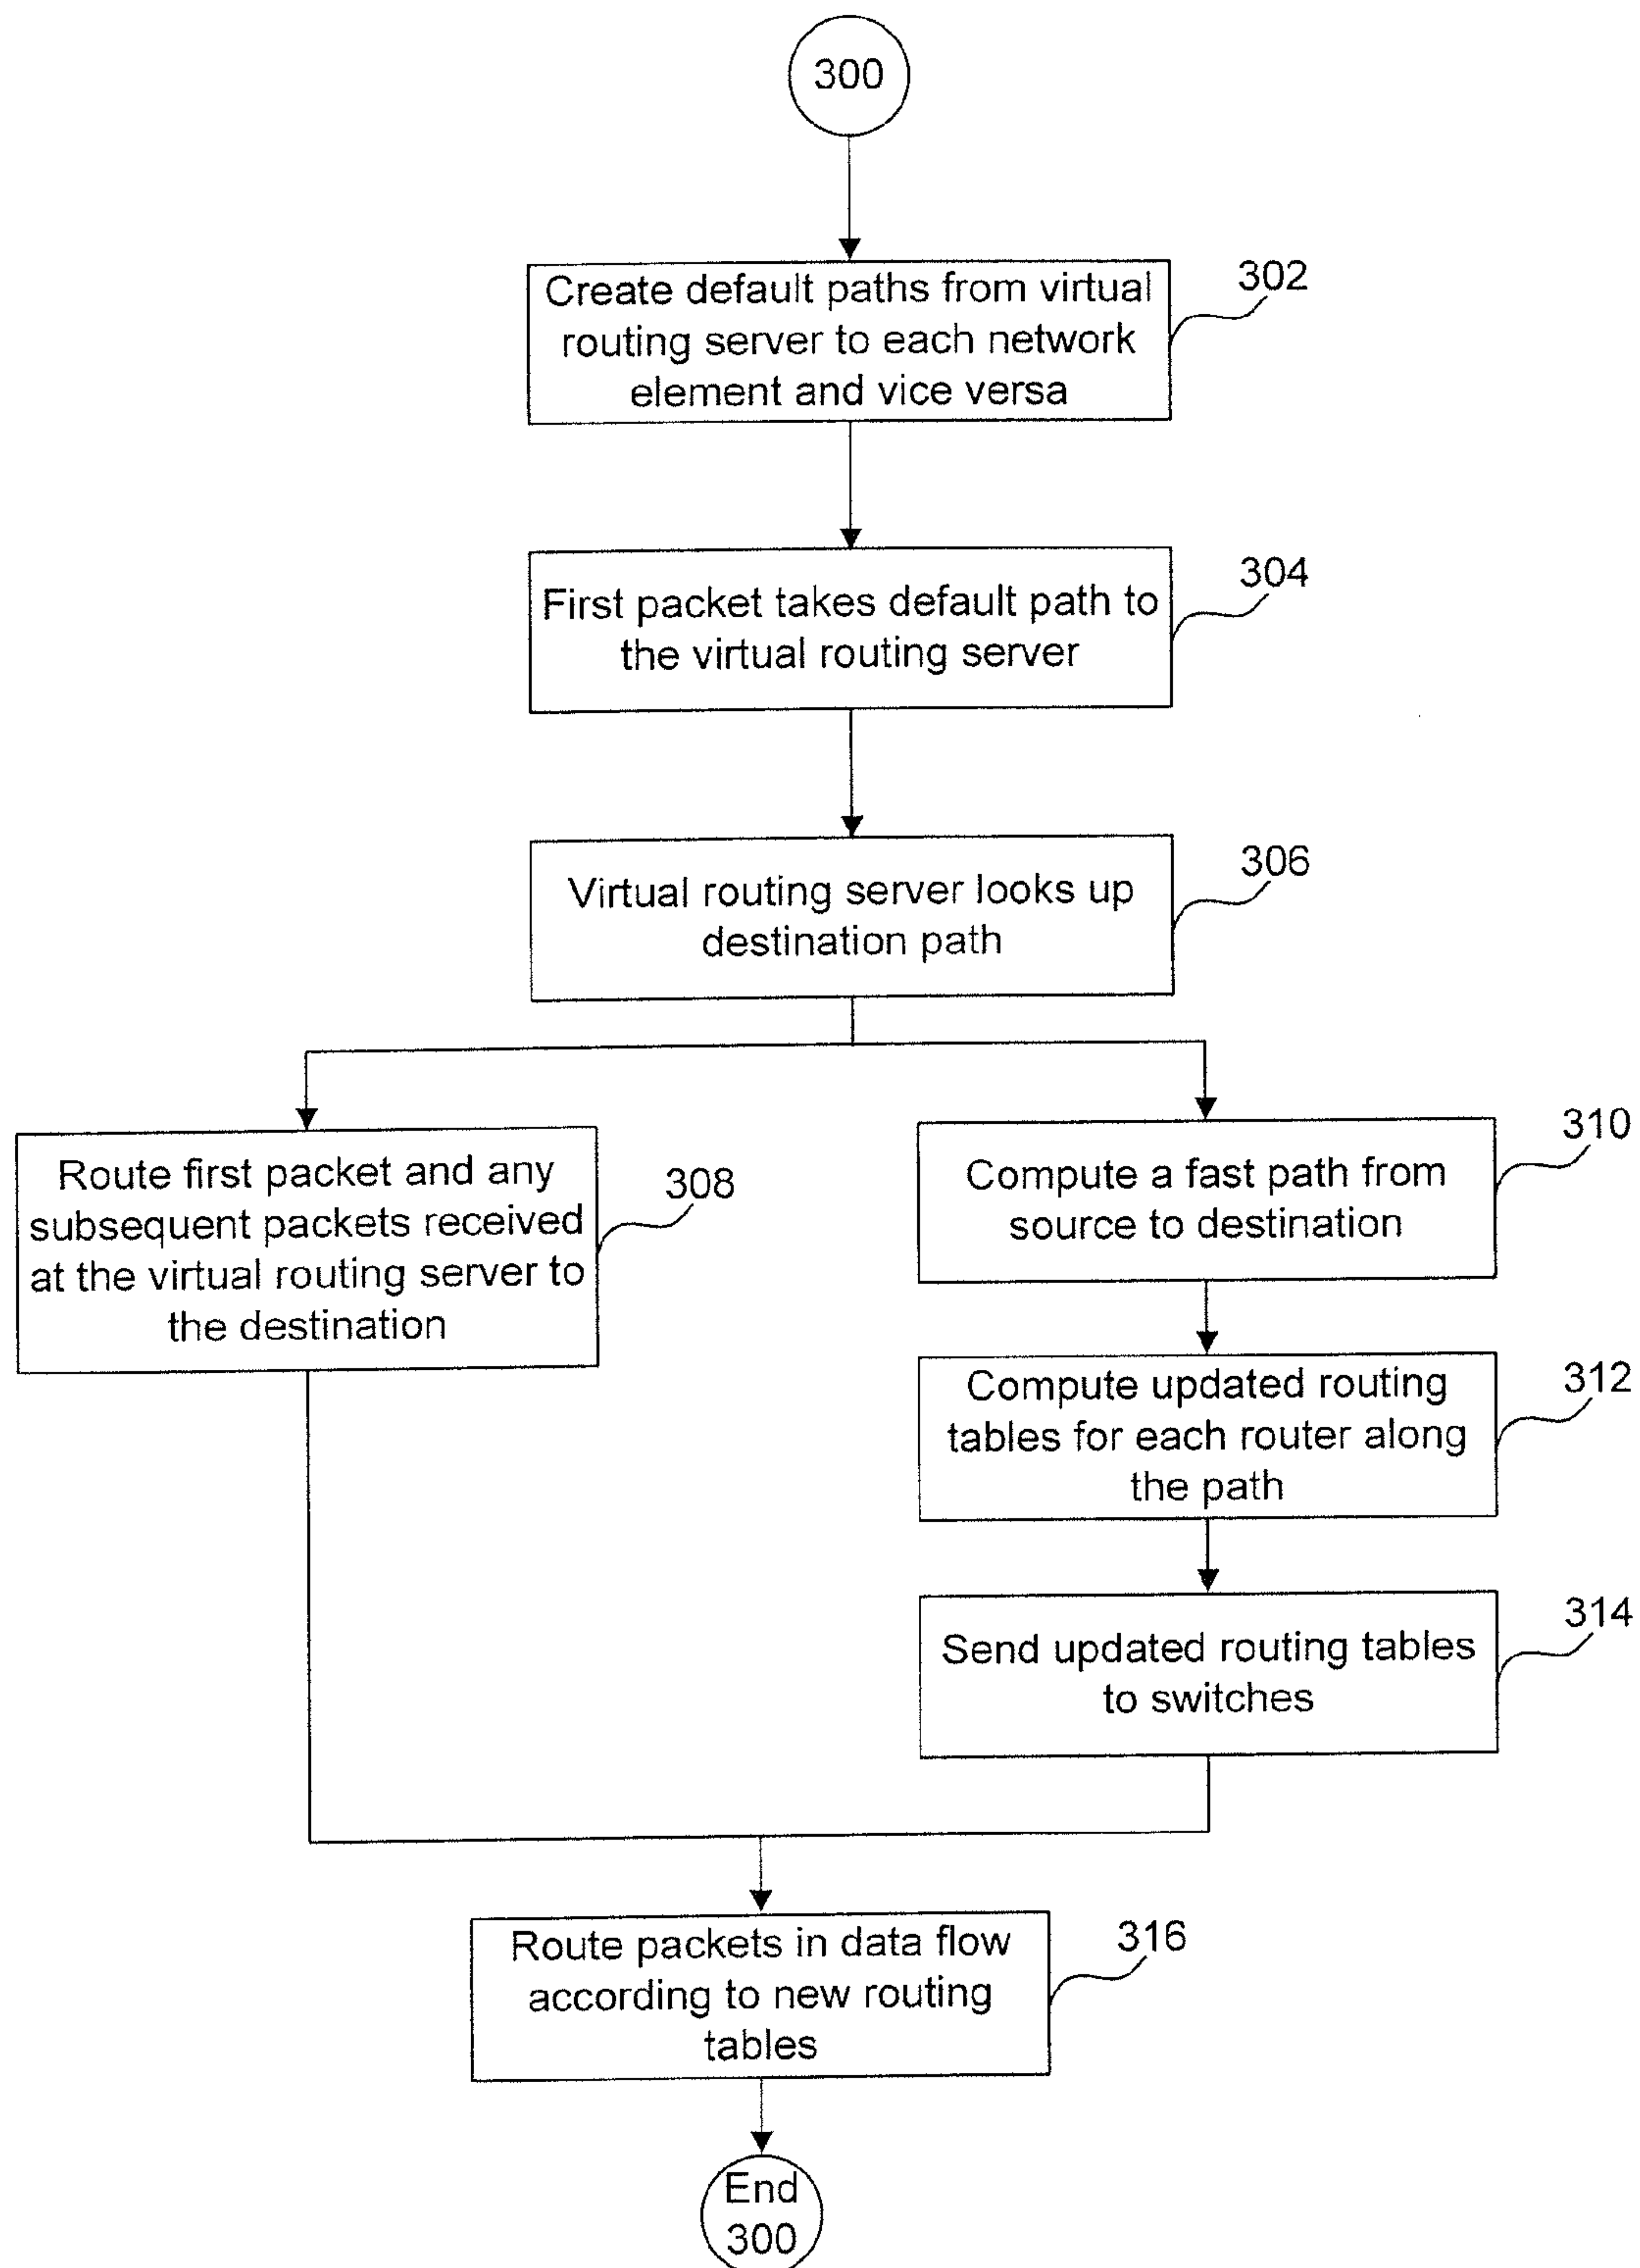 300
Create default paths from virtual
routing server to each network
element and vice versa
302
First packet takes default path to
the virtual routing server
304
Virtual routing server looks up
destination path
306
Route first packet and any
subsequent packets received
at the virtual routing server to
the destination
308
Compute a fast path from
source to destination
310
Compute updated routing
tables for each router along
the path
312
Send updated routing tables
to switches
314
Route packets in data flow
according to new routing
tables
316
End
300